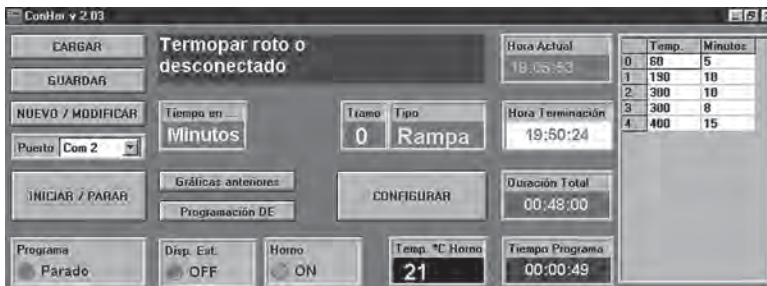 ConHor v 2.03
CARGAR
GUARDAR
NUEVO / MODIFICAR
Puerto Com 2
INICIAR / PARAR
Programa
Parado
Termopar roto o
desconectado
Tiempo en ...
Minutos
Tramo Tipo
0 Rampa
Gráficas anteriores
Programación DE
CONFIGURAR
Disp. Ext.
OFF
Horno
ON
Temp. ºC Horno
21
Hora Actual
19:05:53
Hora Terminación
19:50:24
Duración Total
00:48:00
Tiempo Programa
00:00:49
Temp. Minutos
0 60 5
1 190 10
2 300 10
3 300 8
4 400 15